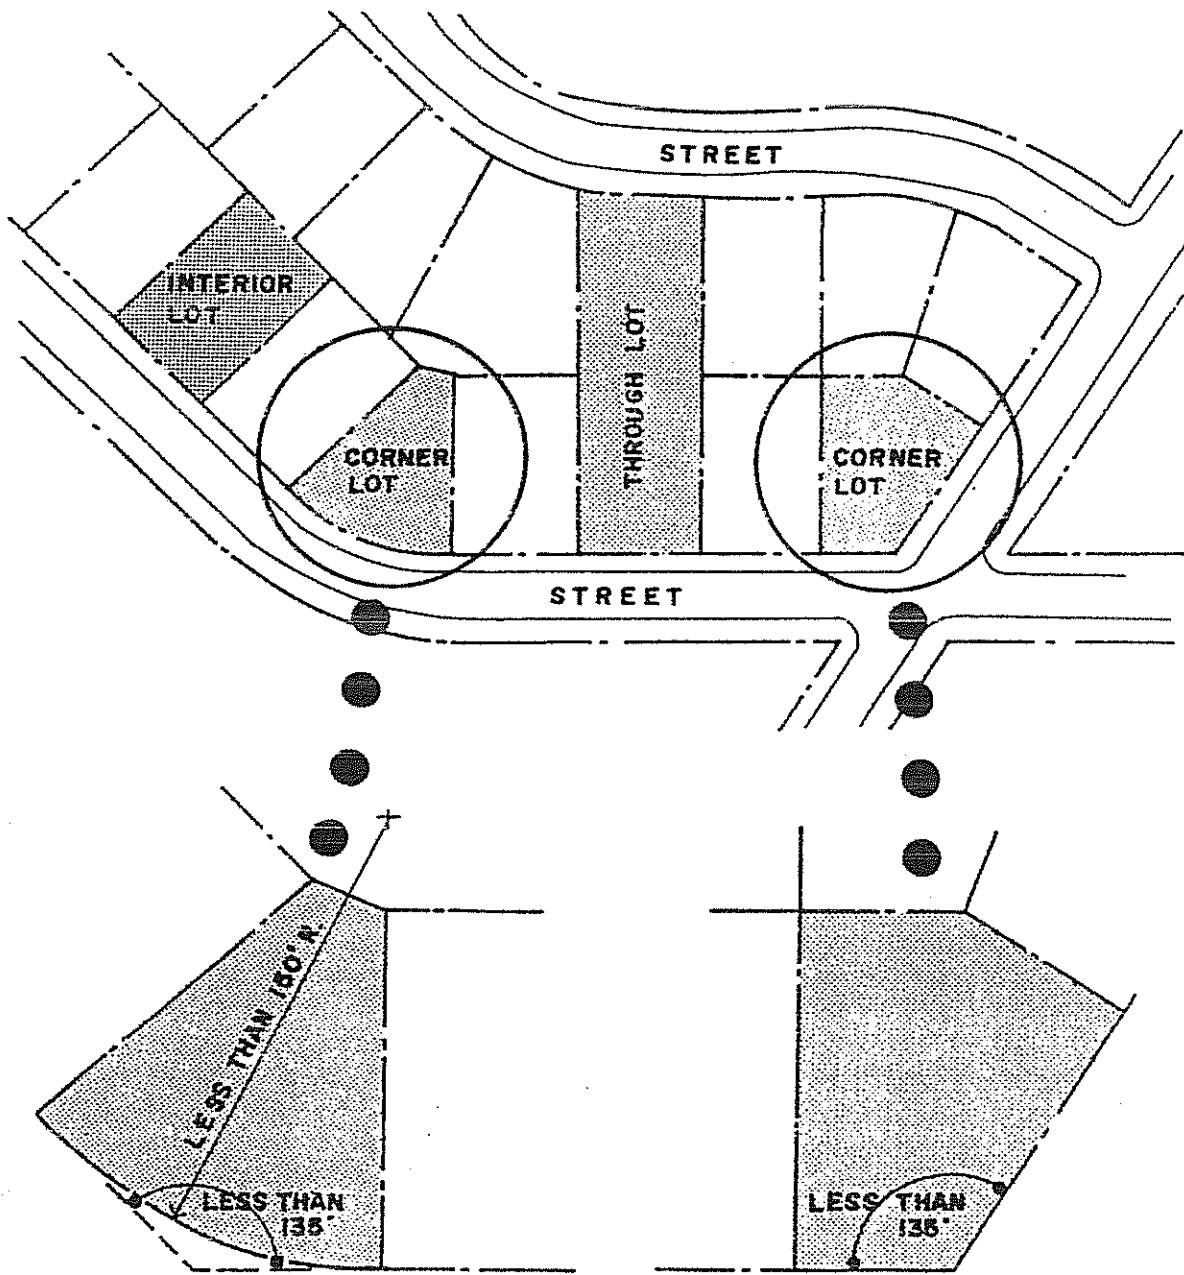 STREET
INTERIOR
LOT
THROUGH LOT
CORNER
LOT
CORNER
LOT
STREET
LESS THAN 150' R.
LESS THAN
135°
LESS THAN
135°